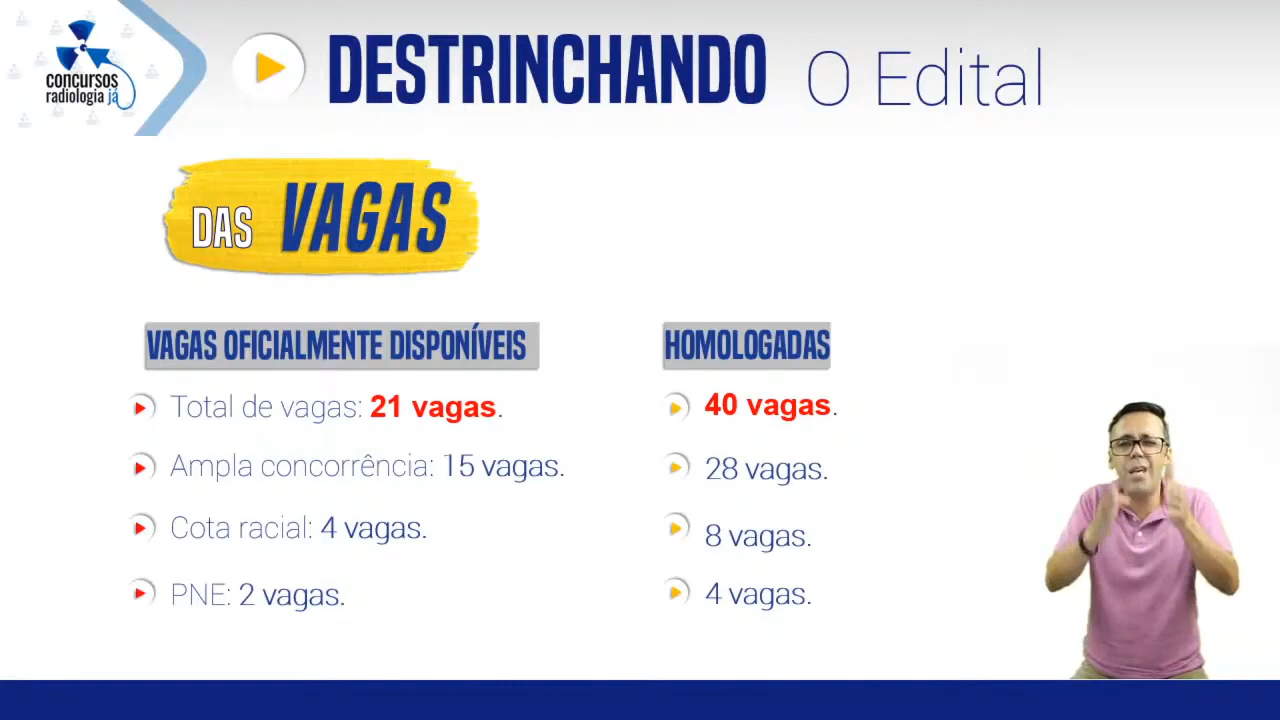 concursos
radiologia já
DESTRINCHANDO O Edital
DAS VAGAS
VAGAS OFICIALMENTE DISPONÍVEIS
Total de vagas: 21 vagas.
Ampla concorrência: 15 vagas.
Cota racial: 4 vagas.
PNE: 2 vagas.
HOMOLOGADAS
40 vagas.
28 vagas.
8 vagas.
4 vagas.